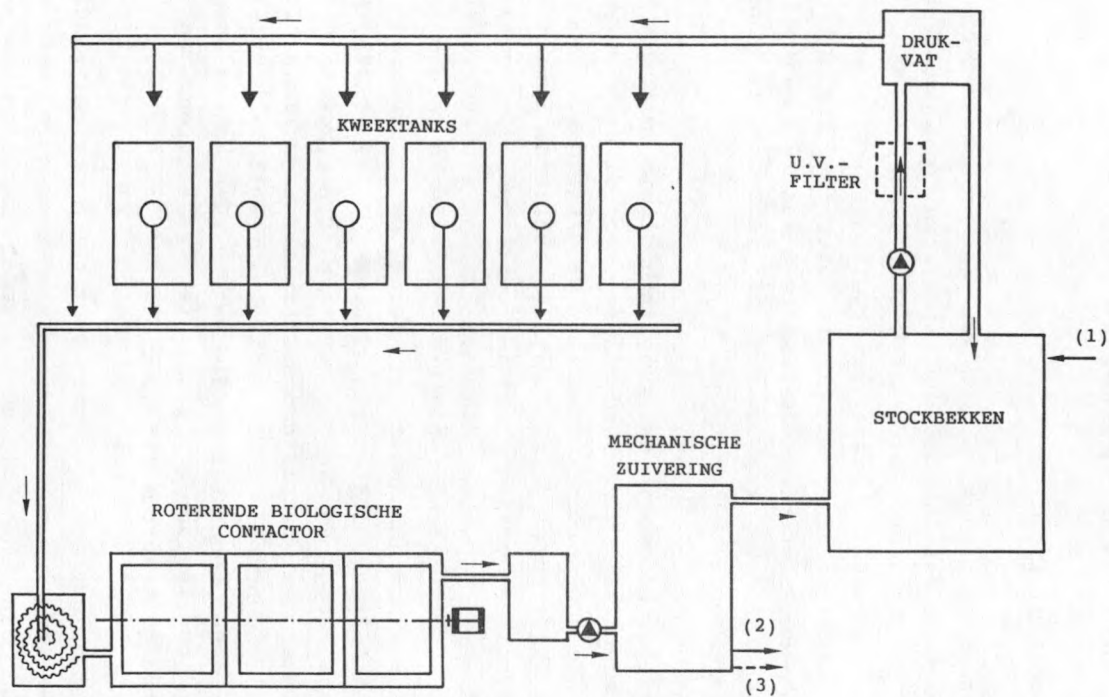 DRUK-
VAT
KWEEKTANKS
U.V.-
FILTER
(1)
STOCKBEKKEN
MECHANISCHE
ZUIVERING
ROTERENDE BIOLOGISCHE
CONTACTOR
(2)
(3)